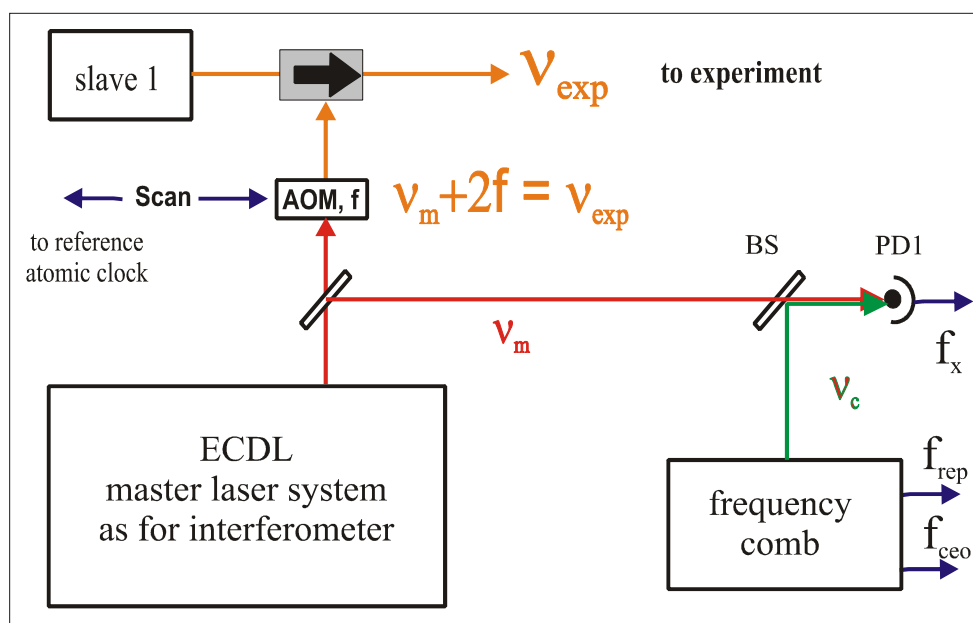 slave 1
ν_exp
to experiment
Scan
AOM, f
ν_m+2f = ν_exp
to reference
atomic clock
BS
PD1
ν_m
f_x
ν_c
ECDL
master laser system
as for interferometer
frequency
comb
f_rep
f_ceo